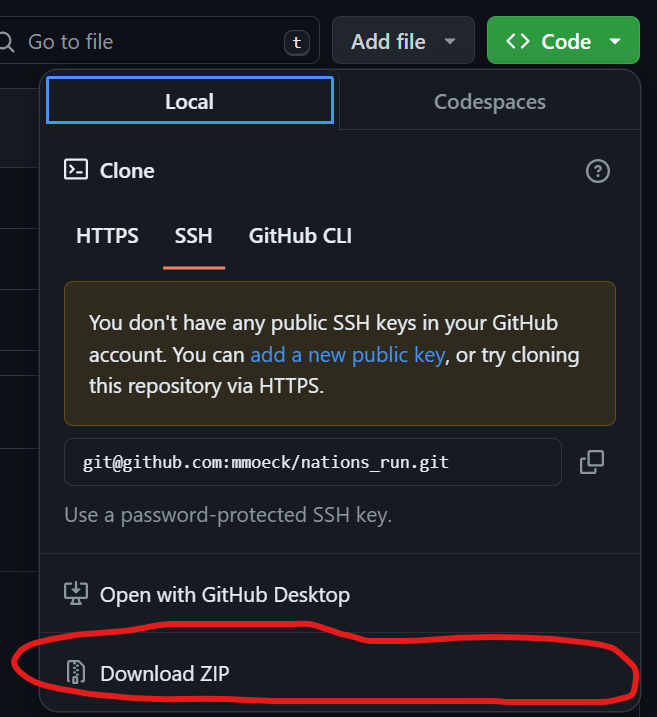 Go to file
t
Add file
Code
Local
Codespaces
Clone
HTTPS
SSH
GitHub CLI
You don't have any public SSH keys in your GitHub
account. You can add a new public key, or try cloning
this repository via HTTPS.
git@github.com:mmoeck/nations_run.git
Use a password-protected SSH key.
Open with GitHub Desktop
Download ZIP